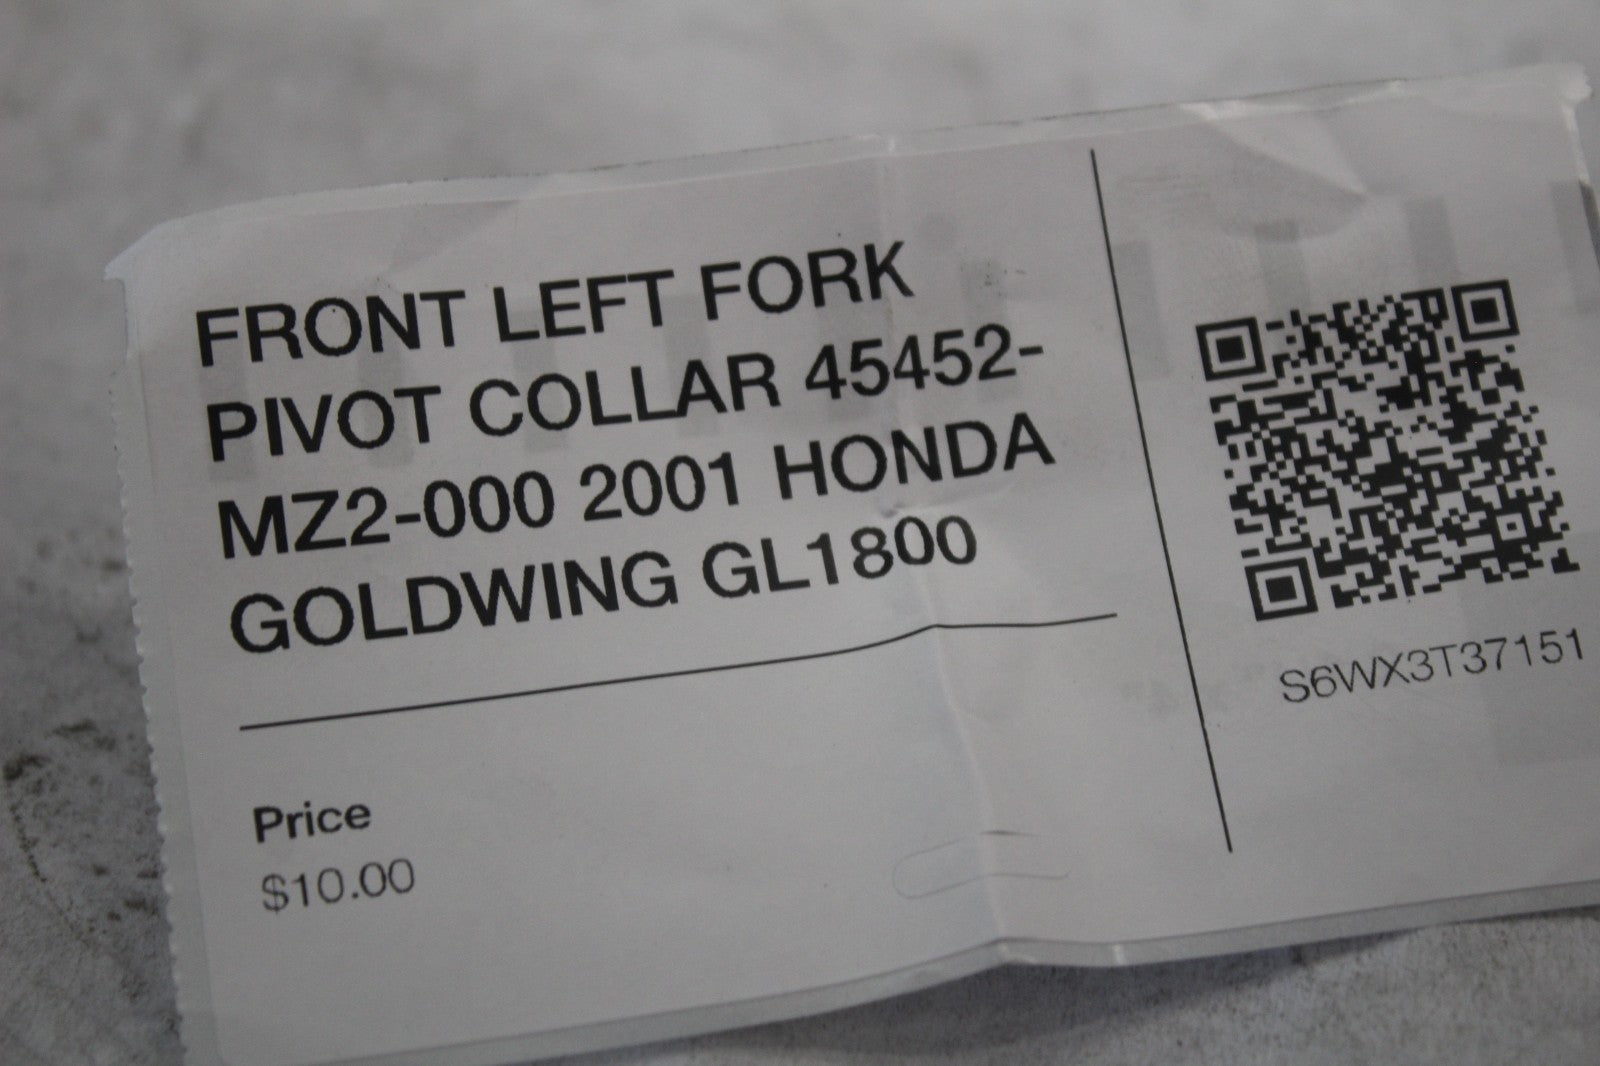 FRONT LEFT FORK
PIVOT COLLAR 45452-
MZ2-000 2001 HONDA
GOLDWING GL1800
Price
$10.00
S6WX3T37151